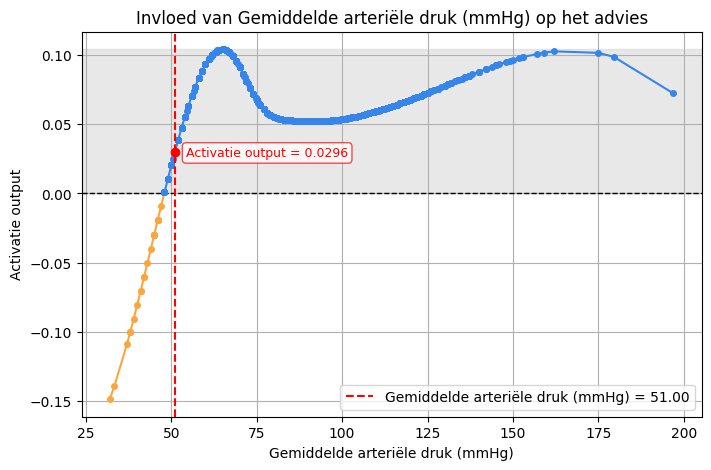 Invloed van Gemiddelde arteriële druk (mmHg) op het advies
Activatie output
0.10
0.05
0.00
−0.05
−0.10
−0.15
Activatie output = 0.0296
Gemiddelde arteriële druk (mmHg) = 51.00
25 50 75 100 125 150 175 200
Gemiddelde arteriële druk (mmHg)